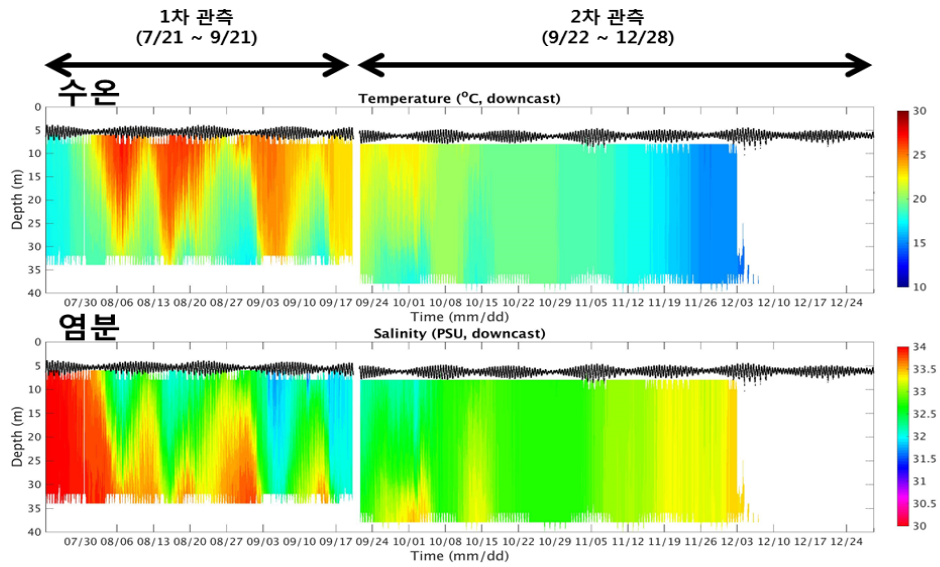 1차 관측
(7/21 ~ 9/21)
2차 관측
(9/22 ~ 12/28)
수온
Temperature (°C, downcast)
0
5
10
15
20
25
30
35
40
Depth (m)
07/30 08/06 08/13 08/20 08/27 09/03 09/10 09/17 09/24 10/01 10/08 10/15 10/22 10/29 11/05 11/12 11/19 11/26 12/03 12/10 12/17 12/24
Time (mm/dd)
30
25
20
15
10
염분
Salinity (PSU, downcast)
0
5
10
15
20
25
30
35
40
Depth (m)
07/30 08/06 08/13 08/20 08/27 09/03 09/10 09/17 09/24 10/01 10/08 10/15 10/22 10/29 11/05 11/12 11/19 11/26 12/03 12/10 12/17 12/24
Time (mm/dd)
34
33.5
33
32.5
32
31.5
31
30.5
30